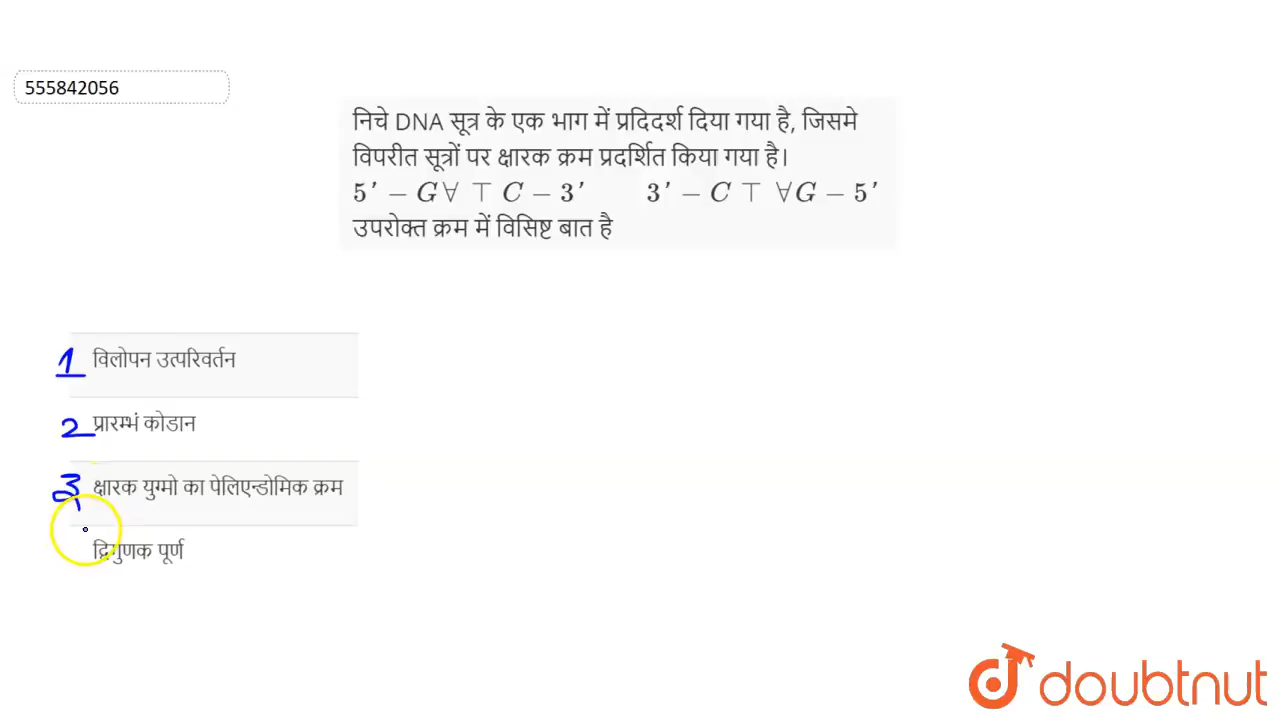 555842056
निचे DNA सूत्र के एक भाग में प्रदिदर्श दिया गया है, जिसमे
विपरीत सूत्रों पर क्षारक क्रम प्रदर्शित किया गया है।
5′ − G∀ ⊤ C − 3′ 3′ − C ⊤ ∀G − 5′
उपरोक्त क्रम में विसिष्ट बात है
1 विलोपन उत्परिवर्तन
2 प्रारम्भं कोडान
3 क्षारक युग्मो का पेलिएन्डोमिक क्रम
द्विगुणक पूर्ण
doubtnut